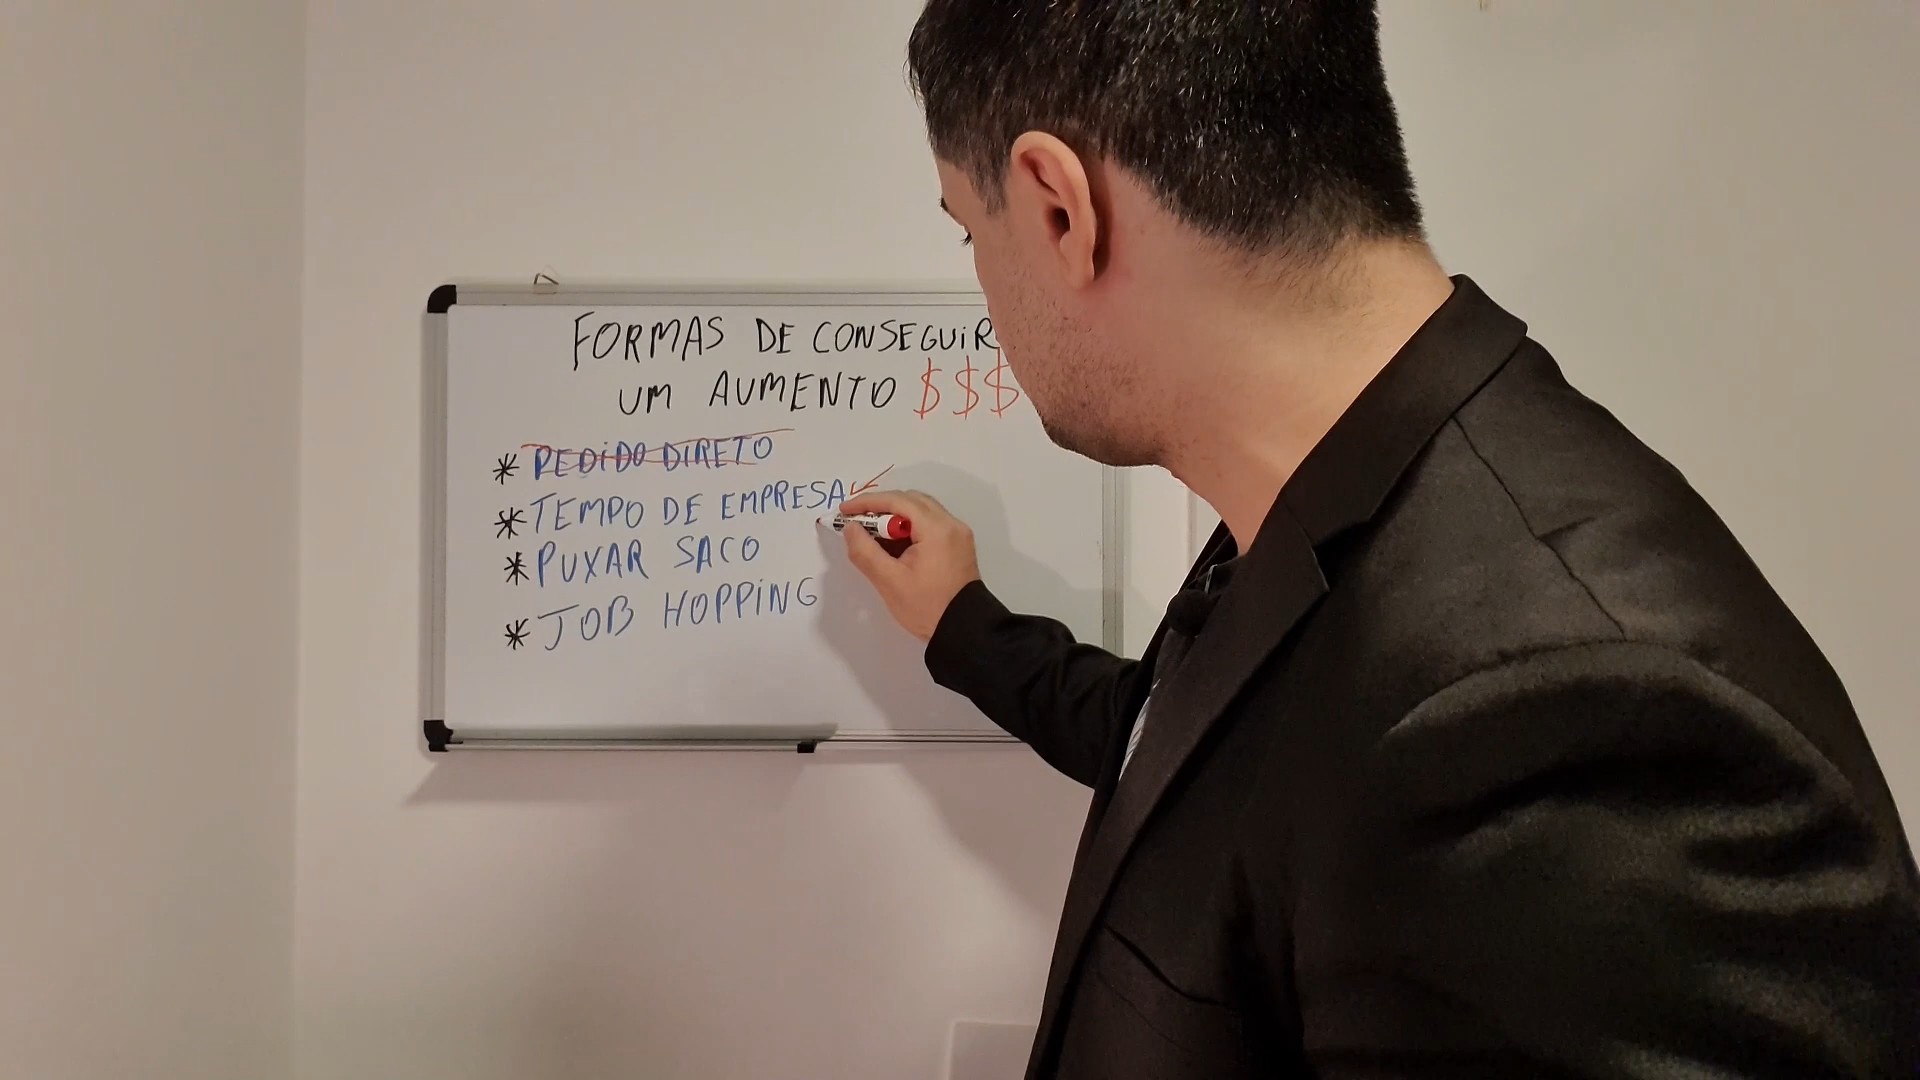 FORMAS DE CONSEGUIR
UM AUMENTO $$$
* PEDIDO DIRETO
* TEMPO DE EMPRESA
* PUXAR SACO
* JOB HOPPING